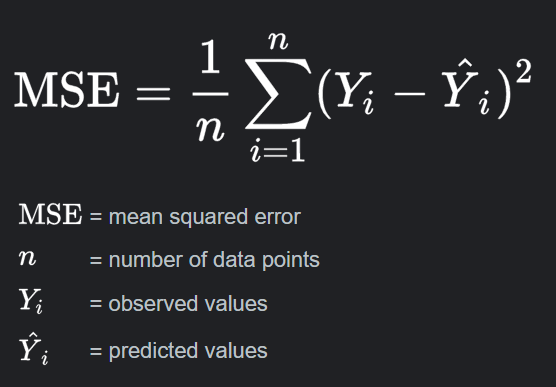 MSE = 1/n ∑_{i=1}^{n} (Y_i − Ŷ_i)²
MSE = mean squared error
n = number of data points
Y_i = observed values
Ŷ_i = predicted values